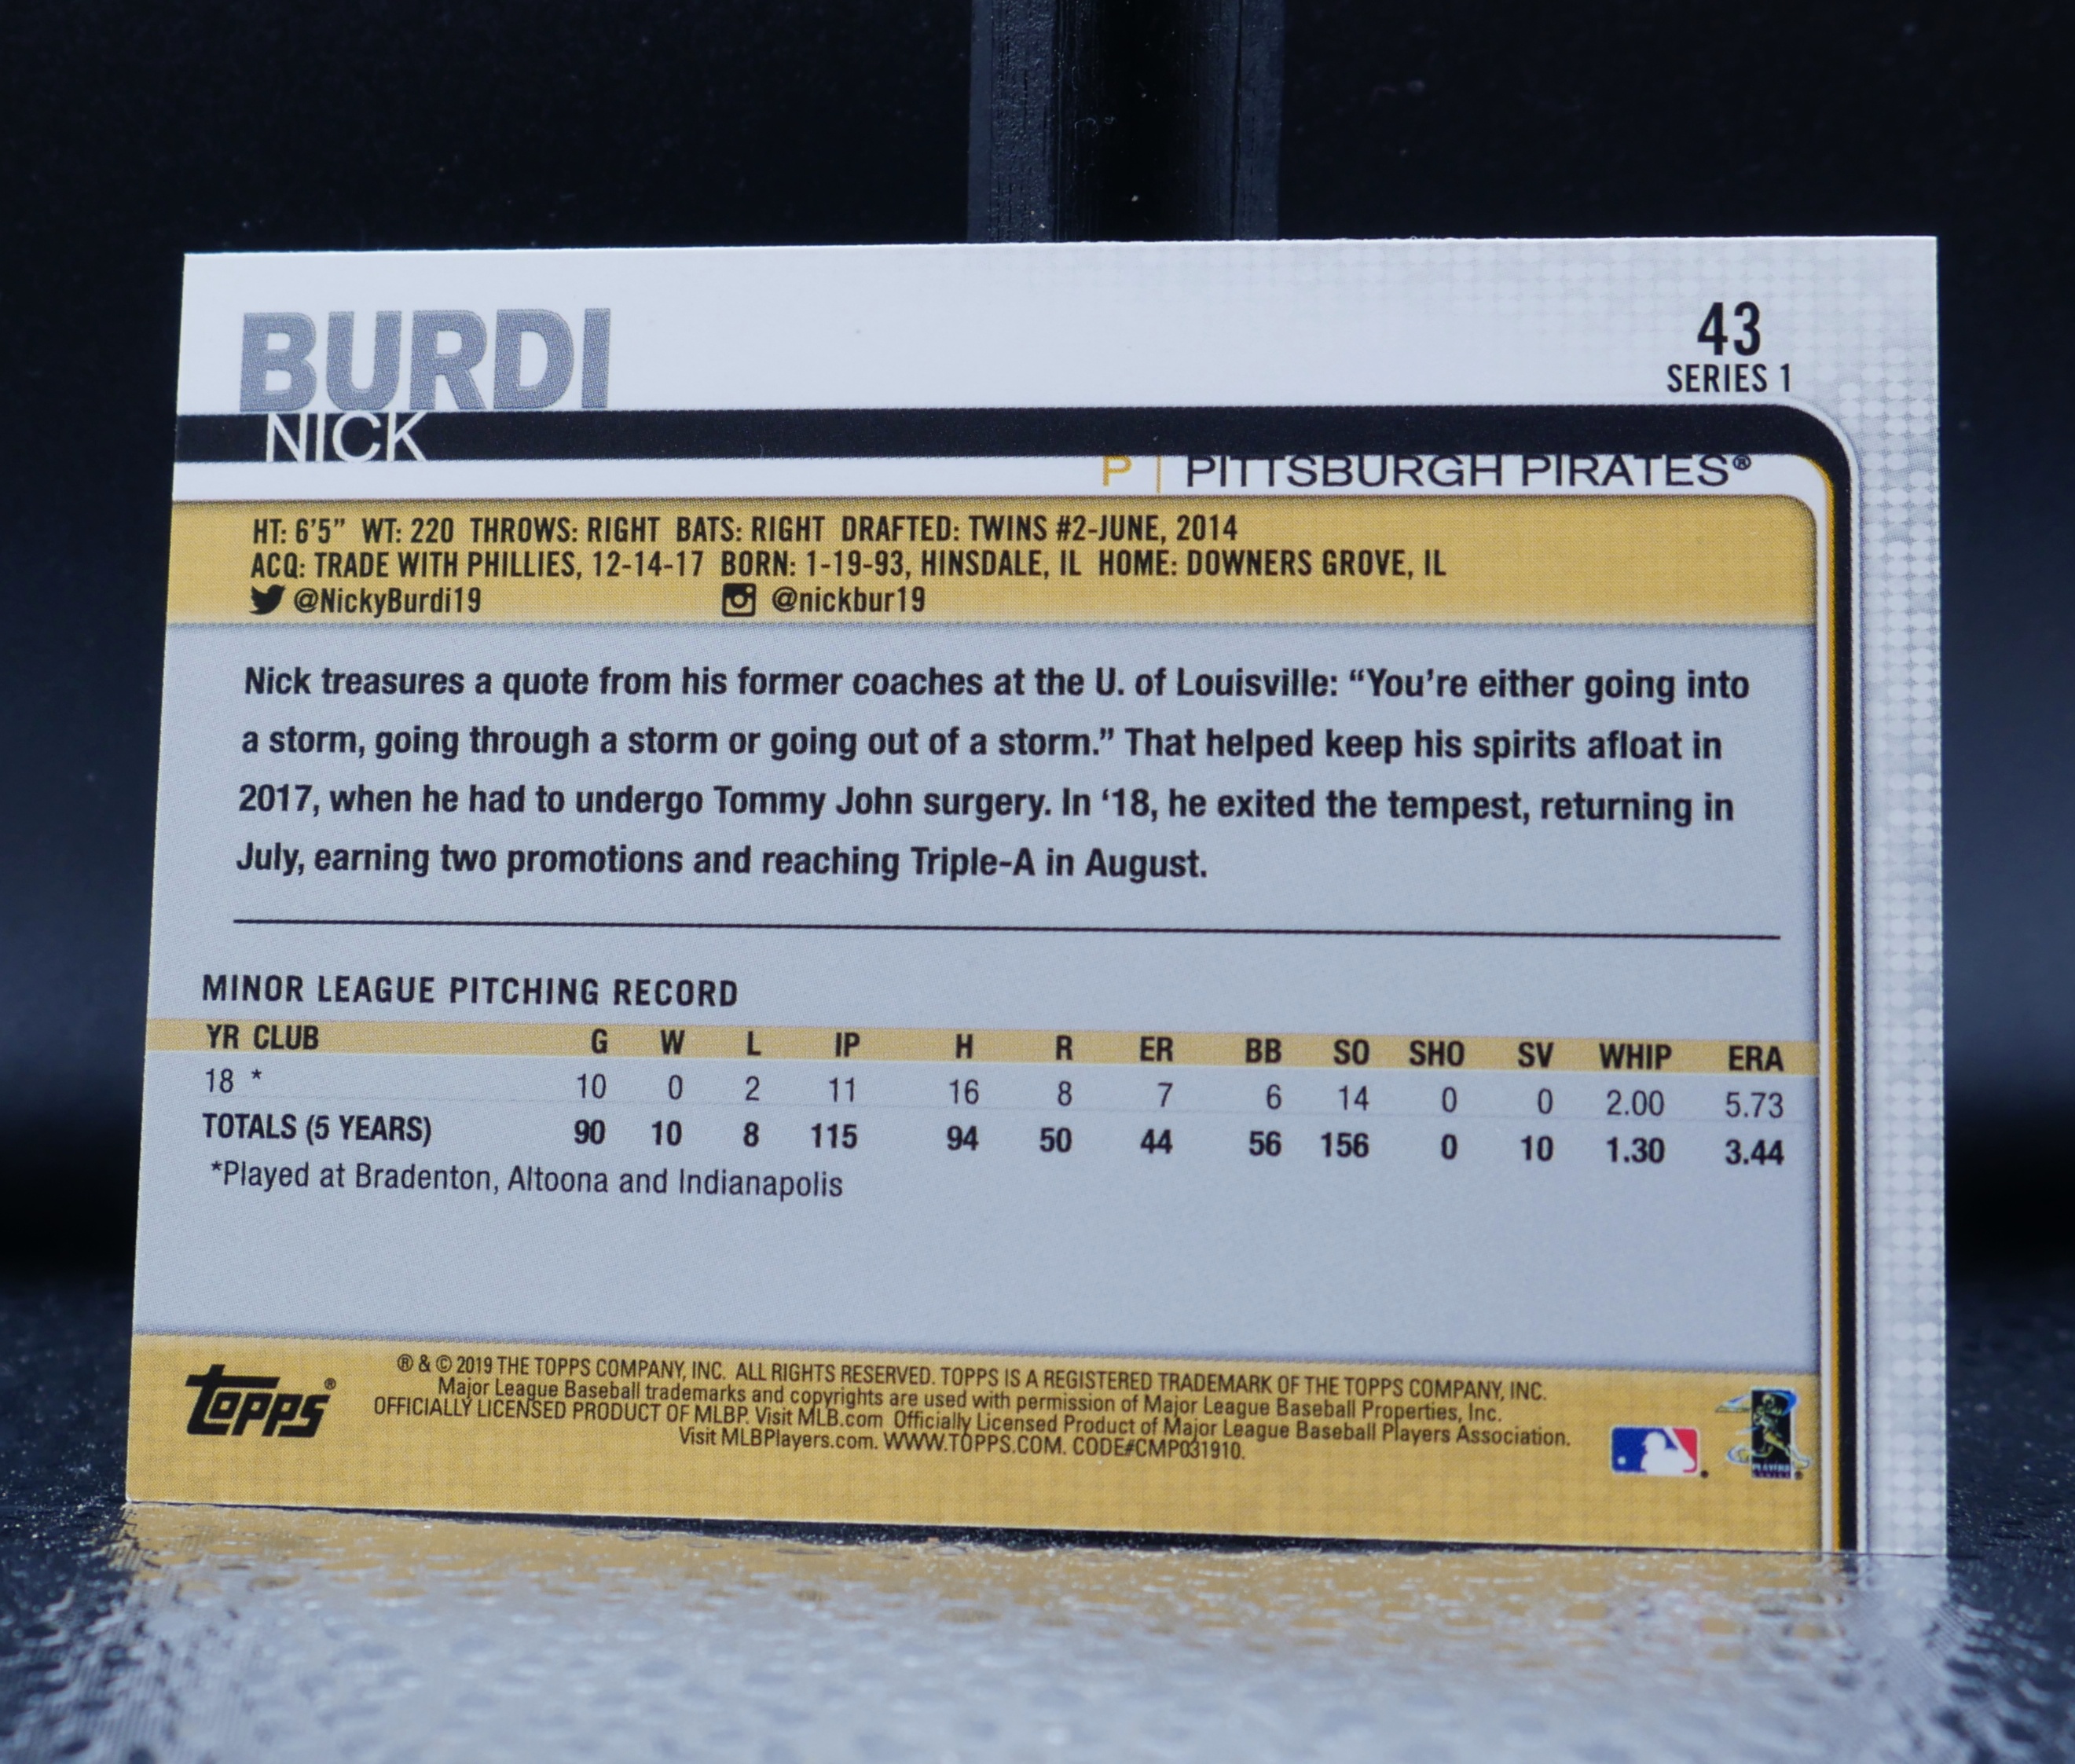 BURDI
43
SERIES 1
NICK
P | PITTSBURGH PIRATES®
HT: 6'5" WT: 220 THROWS: RIGHT BATS: RIGHT DRAFTED: TWINS #2-JUNE, 2014
ACQ: TRADE WITH PHILLIES, 12-14-17 BORN: 1-19-93, HINSDALE, IL HOME: DOWNERS GROVE, IL
@NickyBurdi19 @nickbur19
Nick treasures a quote from his former coaches at the U. of Louisville: “You’re either going into
a storm, going through a storm or going out of a storm.” That helped keep his spirits afloat in
2017, when he had to undergo Tommy John surgery. In ‘18, he exited the tempest, returning in
July, earning two promotions and reaching Triple-A in August.
MINOR LEAGUE PITCHING RECORD
YR CLUB G W L IP H R ER BB SO SHO SV WHIP ERA
18 * 10 0 2 11 16 8 7 6 14 0 0 2.00 5.73
TOTALS (5 YEARS) 90 10 8 115 94 50 44 56 156 0 10 1.30 3.44
*Played at Bradenton, Altoona and Indianapolis
topps®
® & © 2019 THE TOPPS COMPANY, INC. ALL RIGHTS RESERVED. TOPPS IS A REGISTERED TRADEMARK OF THE TOPPS COMPANY, INC.
Major League Baseball trademarks and copyrights are used with permission of Major League Baseball Properties, Inc.
OFFICIALLY LICENSED PRODUCT OF MLBP. Visit MLB.com Officially Licensed Product of Major League Baseball Players Association.
Visit MLBPlayers.com. WWW.TOPPS.COM. CODE#CMP031910.